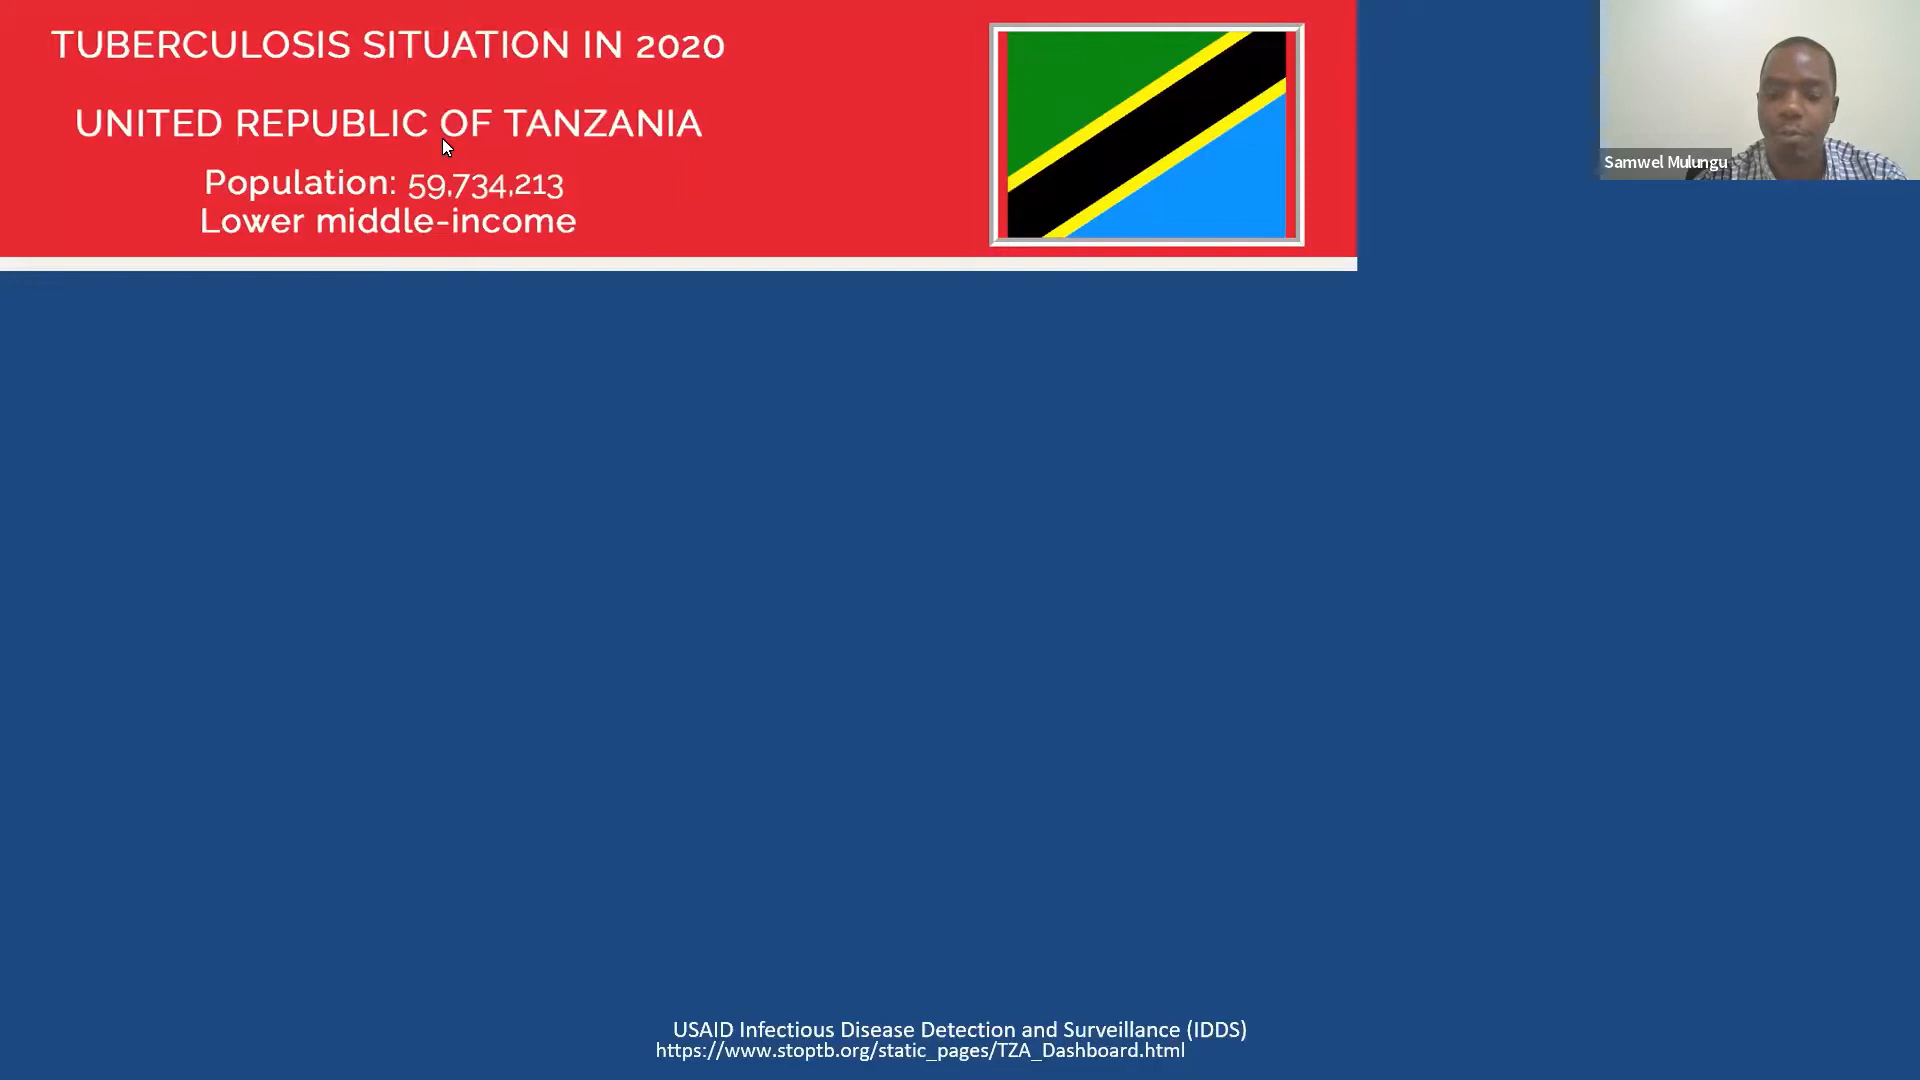 TUBERCULOSIS SITUATION IN 2020
UNITED REPUBLIC OF TANZANIA
Population: 59,734,213
Lower middle-income
Samwel Mulungu
USAID Infectious Disease Detection and Surveillance (IDDS)
https://www.stoptb.org/static_pages/TZA_Dashboard.html